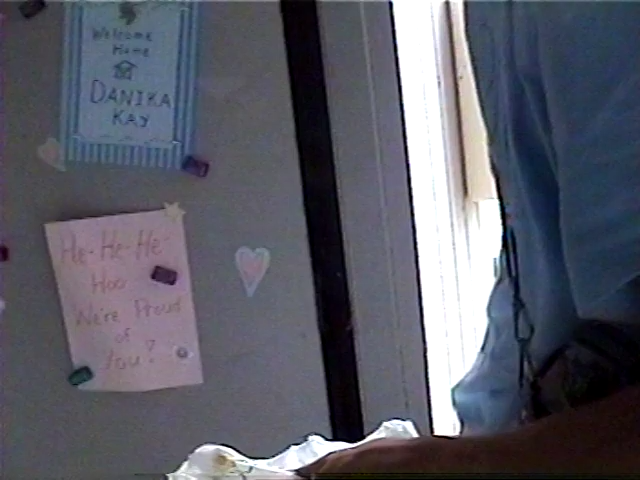 Welcome
Home
DANIKA
KAY
He-He-He-
Hoo
We're Proud
of
You!